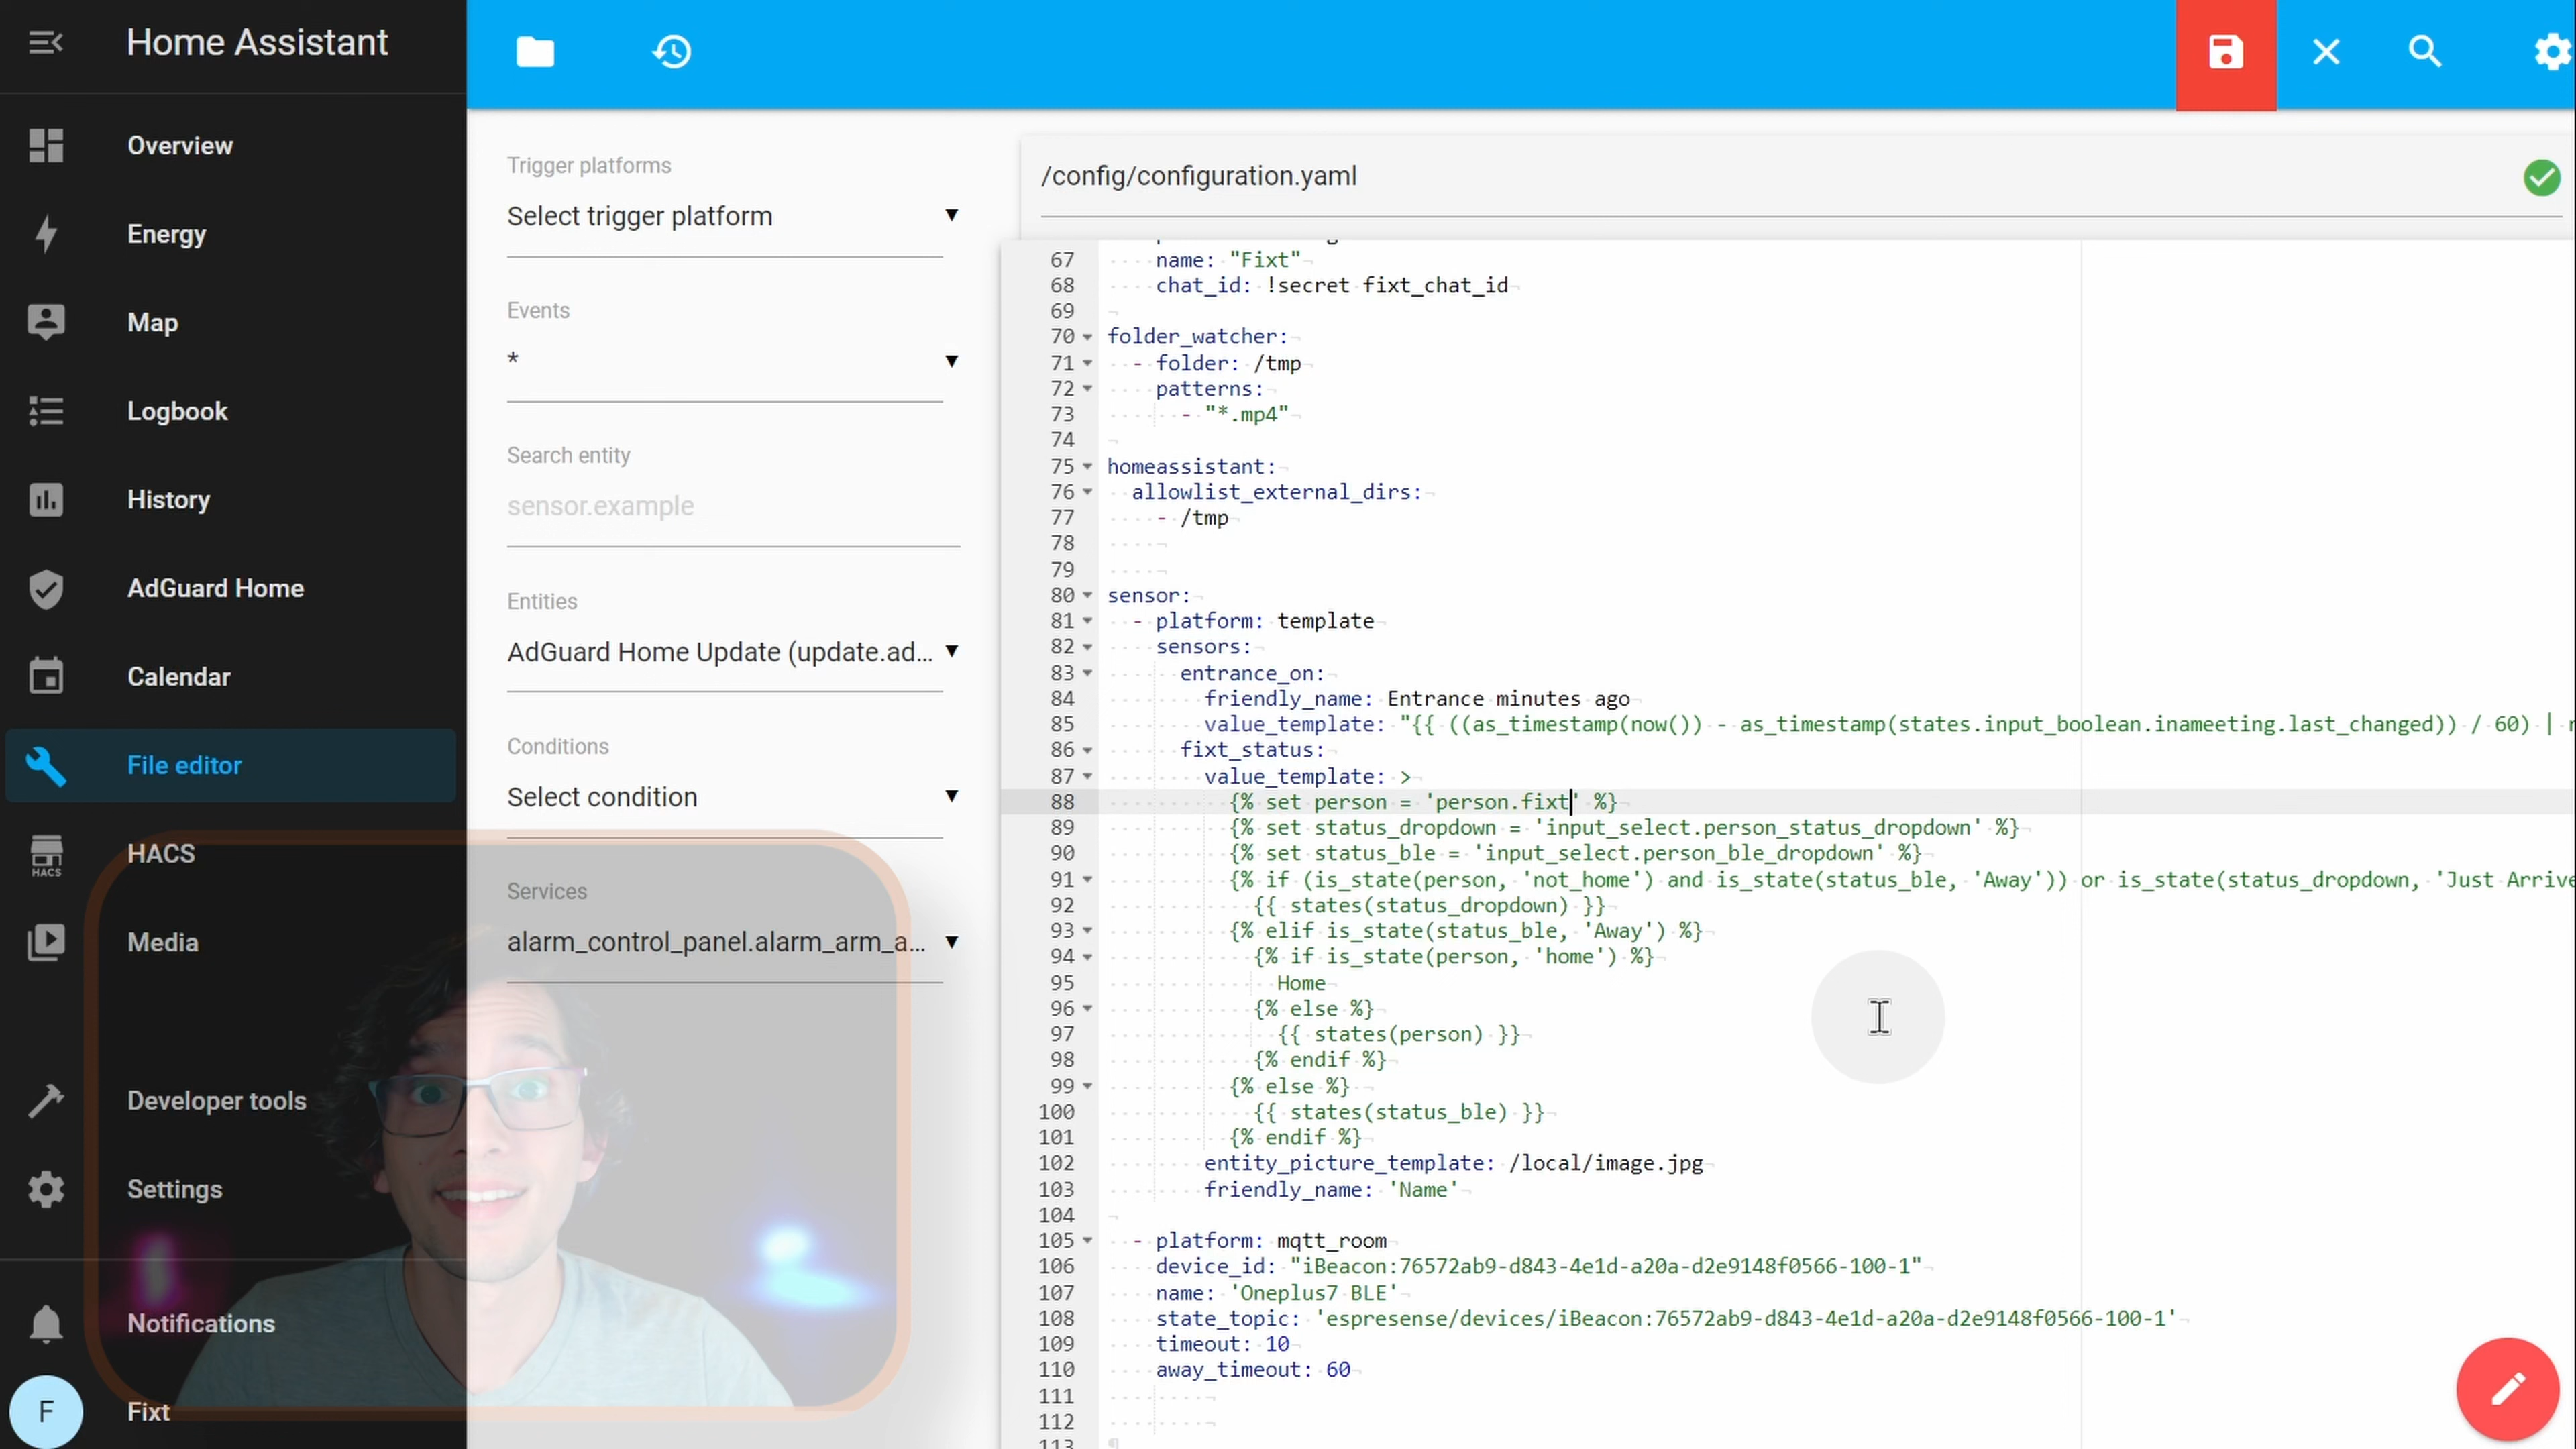 Home Assistant
Overview
Energy
Map
Logbook
History
AdGuard Home
Calendar
File editor
HACS
HACS
Media
Developer tools
Settings
Notifications
F
Fixt
Trigger platforms
Select trigger platform
Events
*
Search entity
sensor.example
Entities
AdGuard Home Update (update.ad...
Conditions
Select condition
Services
alarm_control_panel.alarm_arm_a...
/config/configuration.yaml
67 name: "Fixt"
68 chat_id: !secret fixt_chat_id
69
70 folder_watcher:
71 - folder: /tmp
72 patterns:
73 - "*.mp4"
74
75 homeassistant:
76 allowlist_external_dirs:
77 - /tmp
78
79
80 sensor:
81 - platform: template
82 sensors:
83 entrance_on:
84 friendly_name: Entrance minutes ago
85 value_template: "{{ ((as_timestamp(now()) - as_timestamp(states.input_boolean.inameeting.last_changed)) / 60) |
86 fixt_status:
87 value_template: >
88 {% set person = 'person.fixt' %}
89 {% set status_dropdown = 'input_select.person_status_dropdown' %}
90 {% set status_ble = 'input_select.person_ble_dropdown' %}
91 {% if (is_state(person, 'not_home') and is_state(status_ble, 'Away')) or is_state(status_dropdown, 'Just Arrive
92 {{ states(status_dropdown) }}
93 {% elif is_state(status_ble, 'Away') %}
94 {% if is_state(person, 'home') %}
95 Home
96 {% else %}
97 {{ states(person) }}
98 {% endif %}
99 {% else %}
100 {{ states(status_ble) }}
101 {% endif %}
102 entity_picture_template: /local/image.jpg
103 friendly_name: 'Name'
104
105 - platform: mqtt_room
106 device_id: "iBeacon:76572ab9-d843-4e1d-a20a-d2e9148f0566-100-1"
107 name: 'Oneplus7 BLE'
108 state_topic: 'espresense/devices/iBeacon:76572ab9-d843-4e1d-a20a-d2e9148f0566-100-1'
109 timeout: 10
110 away_timeout: 60
111
112
113